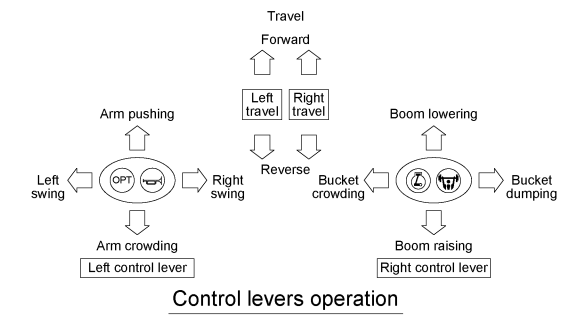 Travel
Forward
Left travel
Right travel
Reverse
Arm pushing
Left swing
OPT
Right swing
Arm crowding
Left control lever
Boom lowering
Bucket crowding
Bucket dumping
Boom raising
Right control lever
Control levers operation